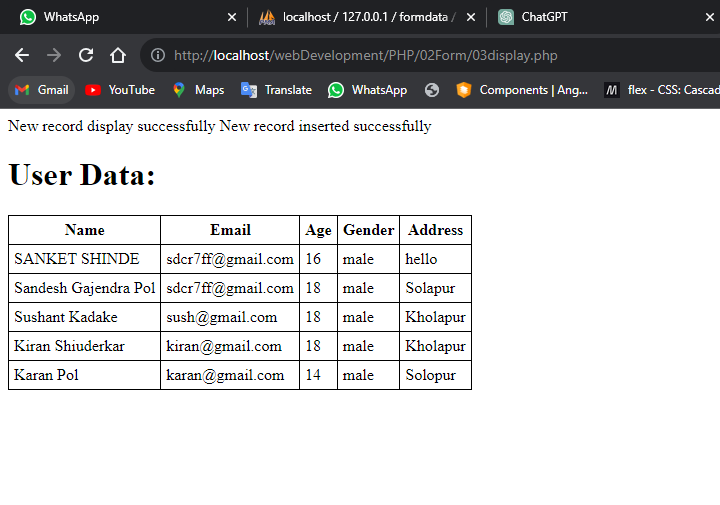 WhatsApp localhost / 127.0.0.1 / formdata / ChatGPT
http://localhost/webDevelopment/PHP/02Form/03display.php
Gmail YouTube Maps Translate WhatsApp Components | Ang... M flex - CSS: Cascad
New record display successfully New record inserted successfully
User Data:
Name Email Age Gender Address
SANKET SHINDE sdcr7ff@gmail.com 16 male hello
Sandesh Gajendra Pol sdcr7ff@gmail.com 18 male Solapur
Sushant Kadake sush@gmail.com 18 male Kholapur
Kiran Shiuderkar kiran@gmail.com 18 male Kholapur
Karan Pol karan@gmail.com 14 male Solopur